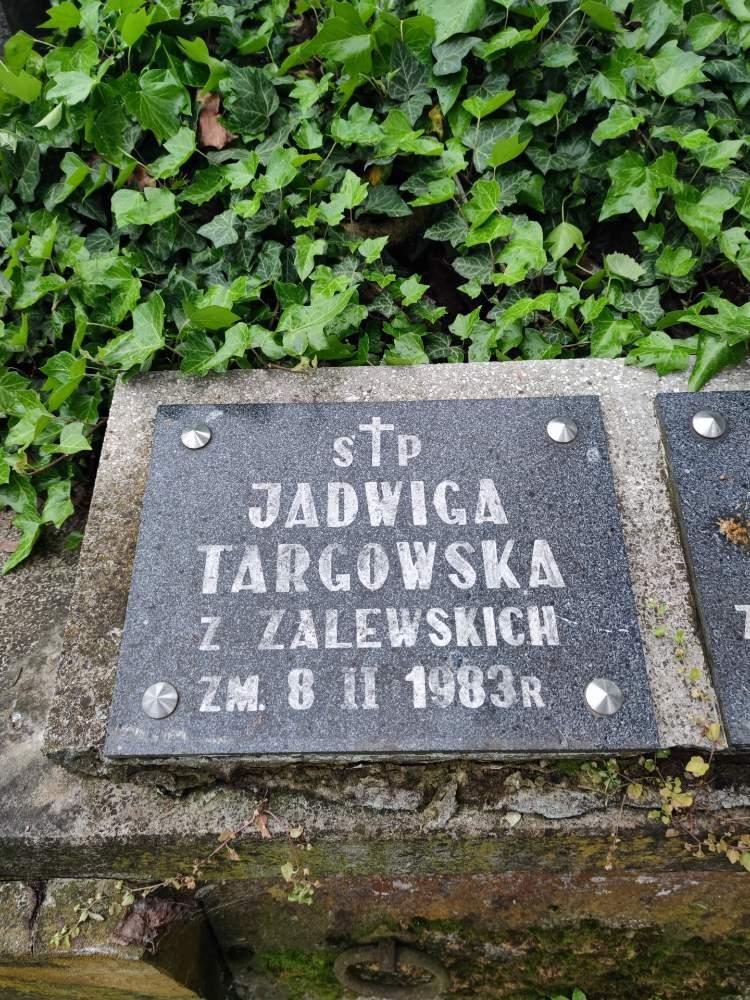 S†P
JADWIGA
TARGOWSKA
Z ZALEWSKICH
ZM. 8 II 1983R